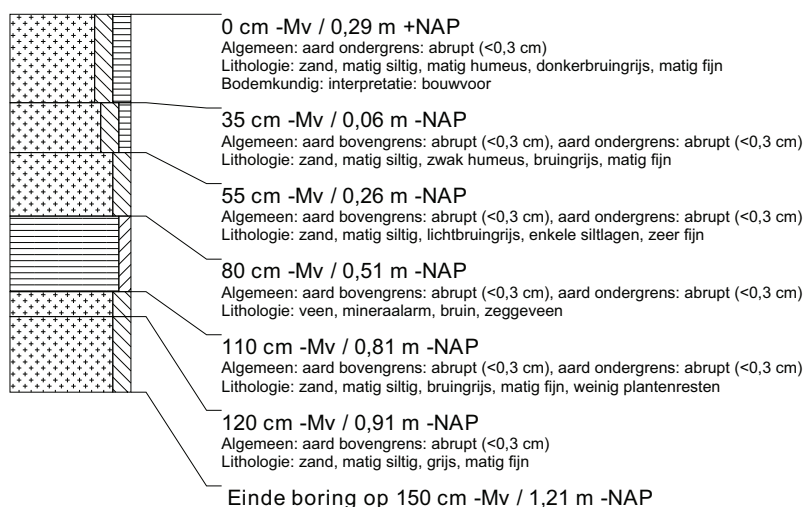 0 cm -Mv / 0,29 m +NAP
Algemeen: aard ondergrens: abrupt (<0,3 cm)
Lithologie: zand, matig siltig, matig humeus, donkerbruingrijs, matig fijn
Bodemkundig: interpretatie: bouwvoor
35 cm -Mv / 0,06 m -NAP
Algemeen: aard bovengrens: abrupt (<0,3 cm), aard ondergrens: abrupt (<0,3 cm)
Lithologie: zand, matig siltig, zwak humeus, bruingrijs, matig fijn
55 cm -Mv / 0,26 m -NAP
Algemeen: aard bovengrens: abrupt (<0,3 cm), aard ondergrens: abrupt (<0,3 cm)
Lithologie: zand, matig siltig, lichtbruingrijs, enkele siltlagen, zeer fijn
80 cm -Mv / 0,51 m -NAP
Algemeen: aard bovengrens: abrupt (<0,3 cm), aard ondergrens: abrupt (<0,3 cm)
Lithologie: veen, mineraalarm, bruin, zeggeveen
110 cm -Mv / 0,81 m -NAP
Algemeen: aard bovengrens: abrupt (<0,3 cm), aard ondergrens: abrupt (<0,3 cm)
Lithologie: zand, matig siltig, bruingrijs, matig fijn, weinig plantenresten
120 cm -Mv / 0,91 m -NAP
Algemeen: aard bovengrens: abrupt (<0,3 cm)
Lithologie: zand, matig siltig, grijs, matig fijn
Einde boring op 150 cm -Mv / 1,21 m -NAP